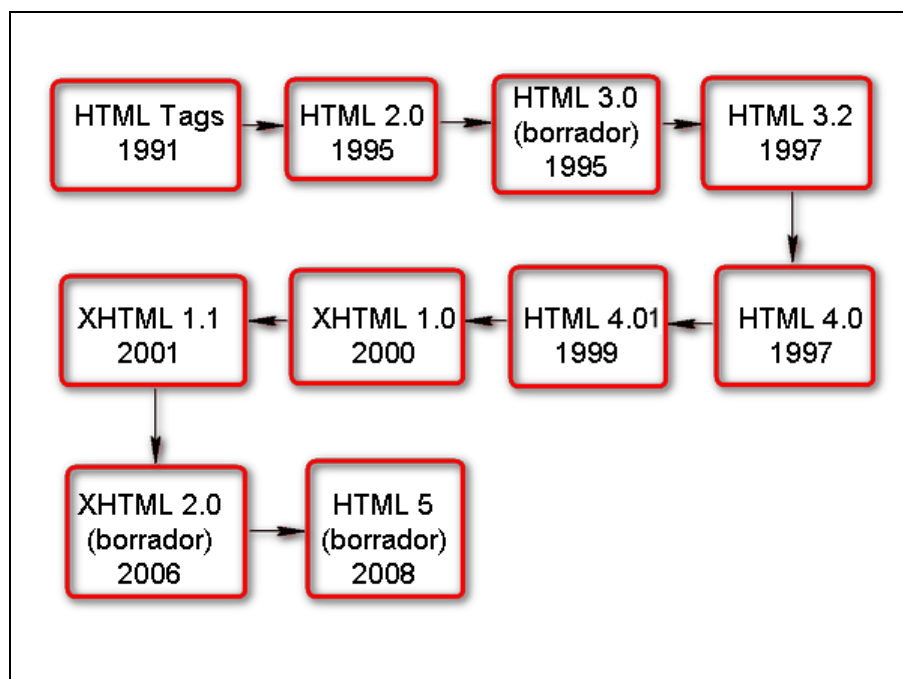 HTML Tags
1991
HTML 2.0
1995
HTML 3.0
(borrador)
1995
HTML 3.2
1997
HTML 4.0
1997
HTML 4.01
1999
XHTML 1.0
2000
XHTML 1.1
2001
XHTML 2.0
(borrador)
2006
HTML 5
(borrador)
2008